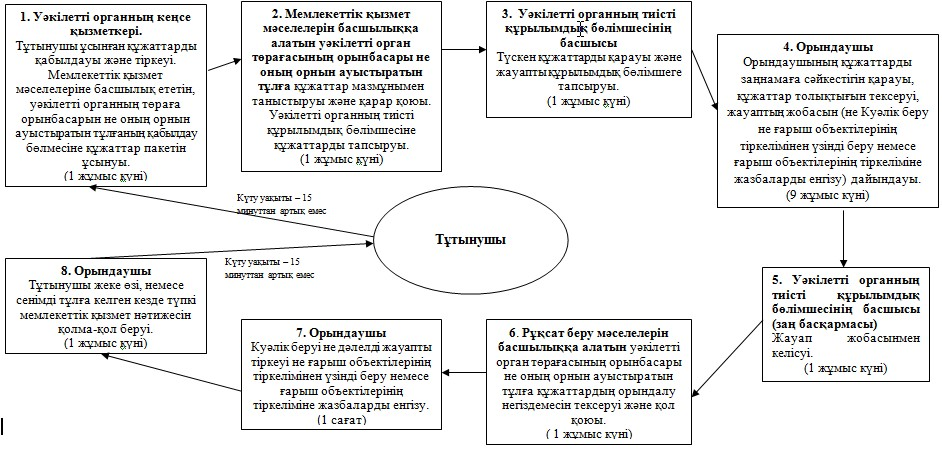 1. Уәкілетті органның кеңсе
қызметкері.
Тұтынушы ұсынған құжаттарды
қабылдауы және тіркеуі.
Мемлекеттік қызмет
мәселелеріне басшылық ететін,
уәкілетті органның төраға
орынбасарын не оның орнын
ауыстыратын тұлғаның қабылдау
бөлмесіне құжаттар пакетін
ұсынуы.
(1 жұмыс күні)
2. Мемлекеттік қызмет
мәселелерін басшылыққа
алатын уәкілетті орган
төрағасының орынбасары не
оның орнын ауыстыратын
тұлға құжаттар мазмұнымен
таныстыруы және қарар қоюы.
Уәкілетті органның тиісті
құрылымдық бөлімшесіне
құжаттарды тапсыруы.
(1 жұмыс күні)
3. Уәкілетті органның тиісті
құрылымдық бөлімшесінің
басшысы
Түскен құжаттарды қарауы және
жауапты құрылымдық бөлімшеге
тапсыруы.
(1 жұмыс күні)
4. Орындаушы
Орындаушының құжаттарды
заңнамаға сәйкестігін қарауы,
құжаттар толықтығын тексеруі,
жауаптың жобасын (не Куәлік беру
не ғарыш объектілерінің
тіркелімінен үзінді беру немесе
ғарыш объектілерінің тіркеліміне
жазбаларды енгізу) дайындауы.
(9 жұмыс күні)
Күту уақыты – 15
минуттан артық емес
Тұтынушы
Күту уақыты – 15
минуттан артық емес
5. Уәкілетті органның
тиісті құрылымдық
бөлімшесінің басшысы
(заң басқармасы)
Жауап жобасынмен
келісуі.
(1 жұмыс күні)
6. Рұқсат беру мәселелерін
басшылыққа алатын уәкілетті
орган төрағасының орынбасары
не оның орнын ауыстыратын
тұлға құжаттардың орындалу
негіздемесін тексеруі және қол
қоюы.
( 1 жұмыс күні)
7. Орындаушы
Куәлік беруі не дәлелді жауапты
тіркеуі не ғарыш объектілерінің
тіркелімінен үзінді беру немесе
ғарыш объектілерінің
тіркеліміне жазбаларды енгізу.
(1 сағат)
8. Орындаушы
Тұтынушы жеке өзі, немесе
сенімді тұлға келген кезде түпкі
мемлекеттік қызмет нәтижесін
қолма-қол беруі.
(1 жұмыс күні)